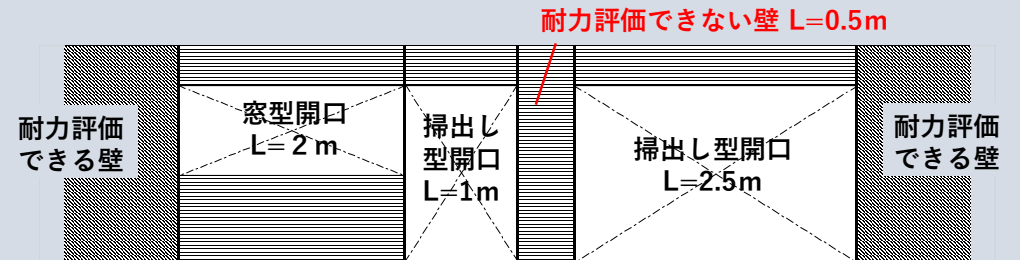 耐力評価できない壁 L=0.5m
耐力評価
できる壁
窓型開口
L=２m
掃出し
型開口
L=1m
掃出し型開口
L=2.5m
耐力評価
できる壁